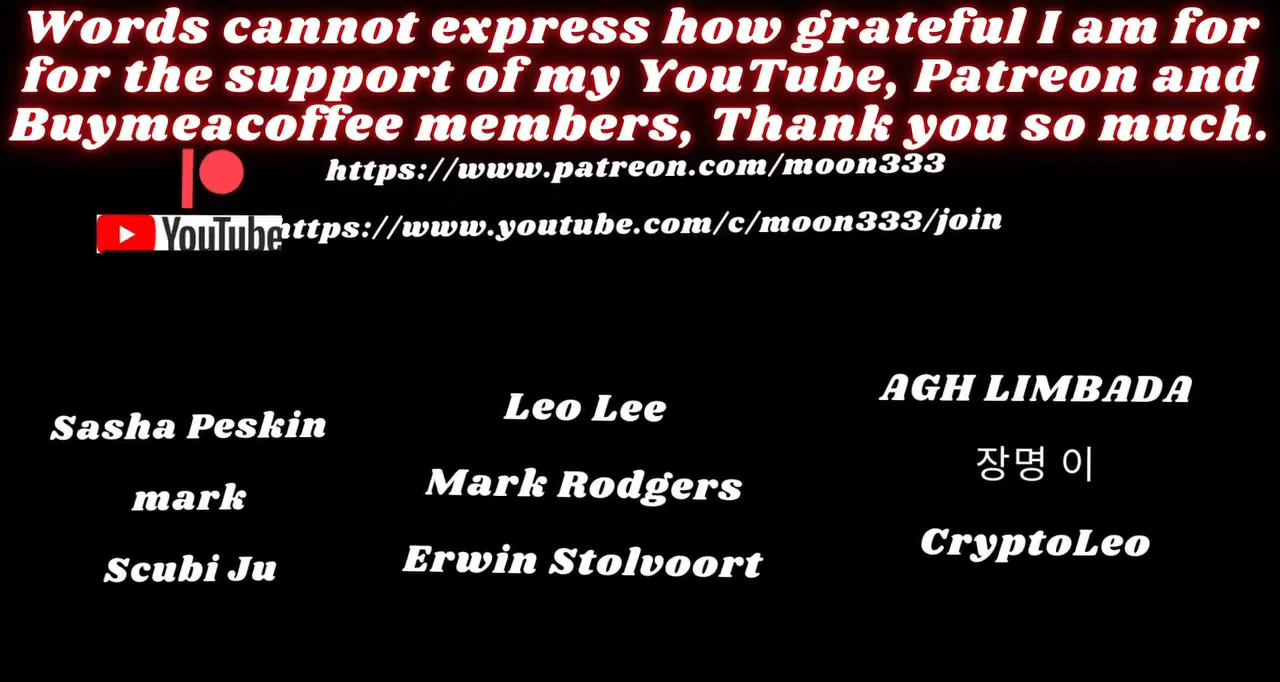 Words cannot express how grateful I am for
for the support of my YouTube, Patreon and
Buymeacoffee members, Thank you so much.
https://www.patreon.com/moon333
YouTube
https://www.youtube.com/c/moon333/join
Sasha Peskin
mark
Scubi Ju
Leo Lee
Mark Rodgers
Erwin Stolvoort
AGH LIMBADA
장명 이
CryptoLeo